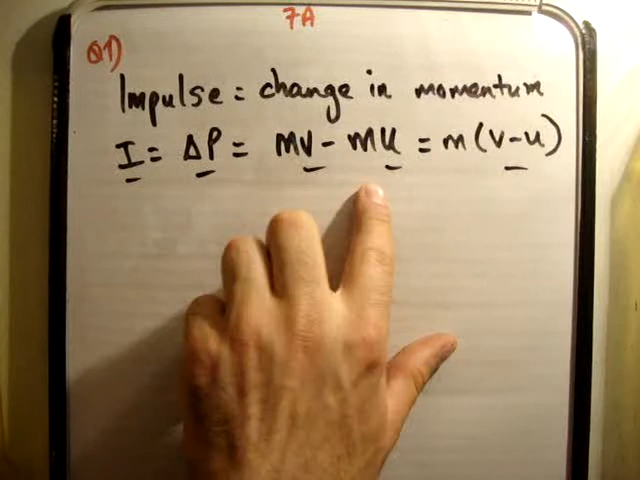 7A
Q1)
Impulse = change in momentum
I = ΔP = mv - mu = m(v-u)